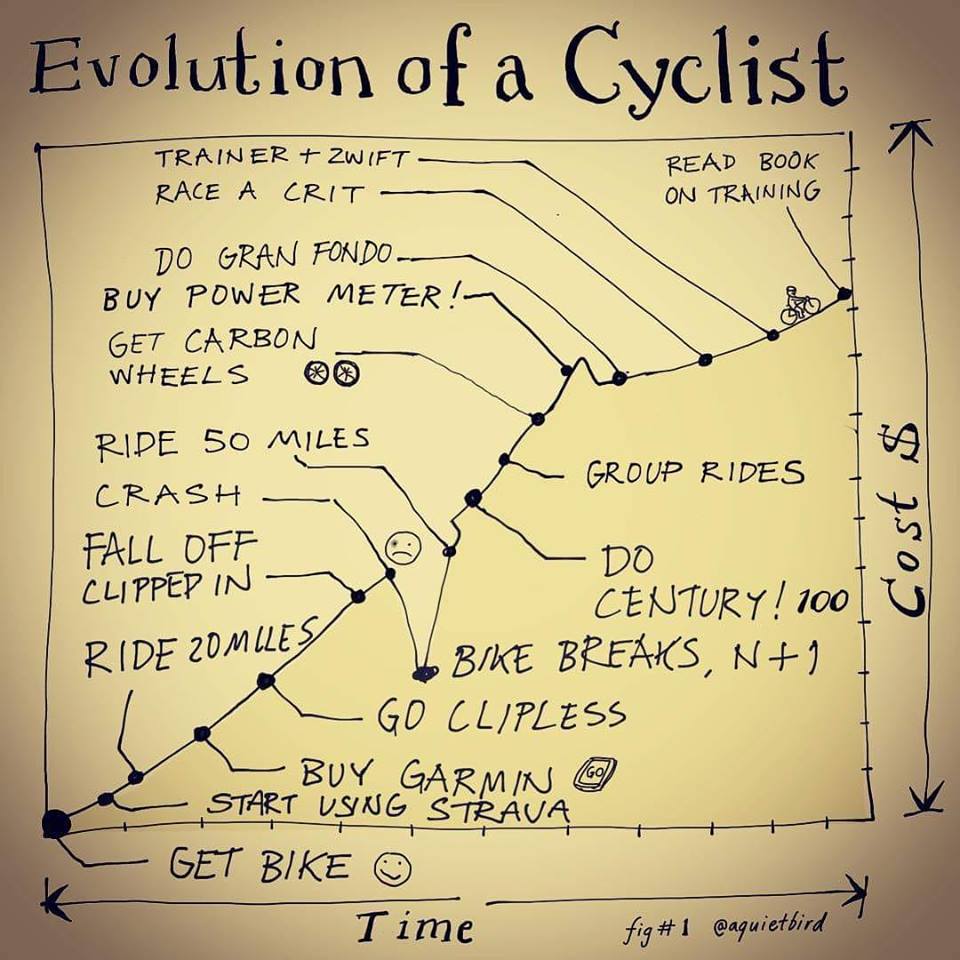 Evolution of a Cyclist
TRAINER + ZWIFT
RACE A CRIT
READ BOOK
ON TRAINING
DO GRAN FONDO
BUY POWER METER!
GET CARBON
WHEELS
RIDE 50 MILES
CRASH
GROUP RIDES
FALL OFF
CLIPPED IN
DO
CENTURY! 100
RIDE 20 MILES
BIKE BREAKS, N+1
GO CLIPLESS
BUY GARMIN GO
START USING STRAVA
GET BIKE
Cost $
Time
fig #1 @aquietbird